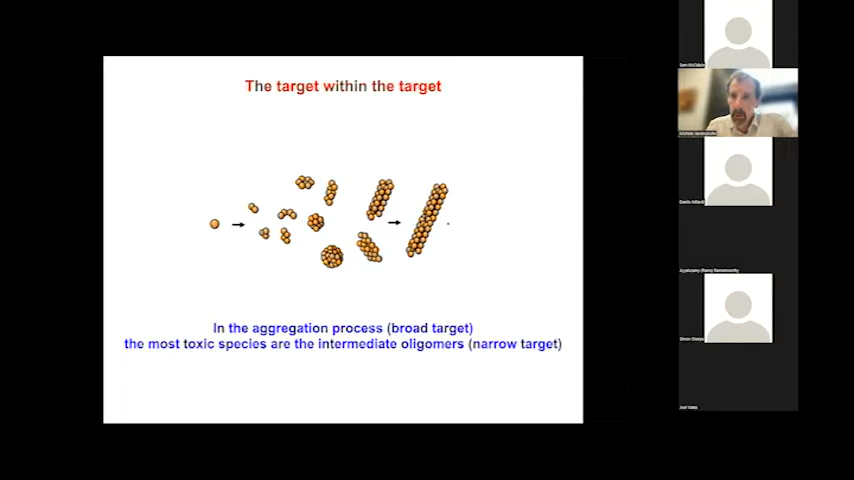 The target within the target
In the aggregation process (broad target)
the most toxic species are the intermediate oligomers (narrow target)